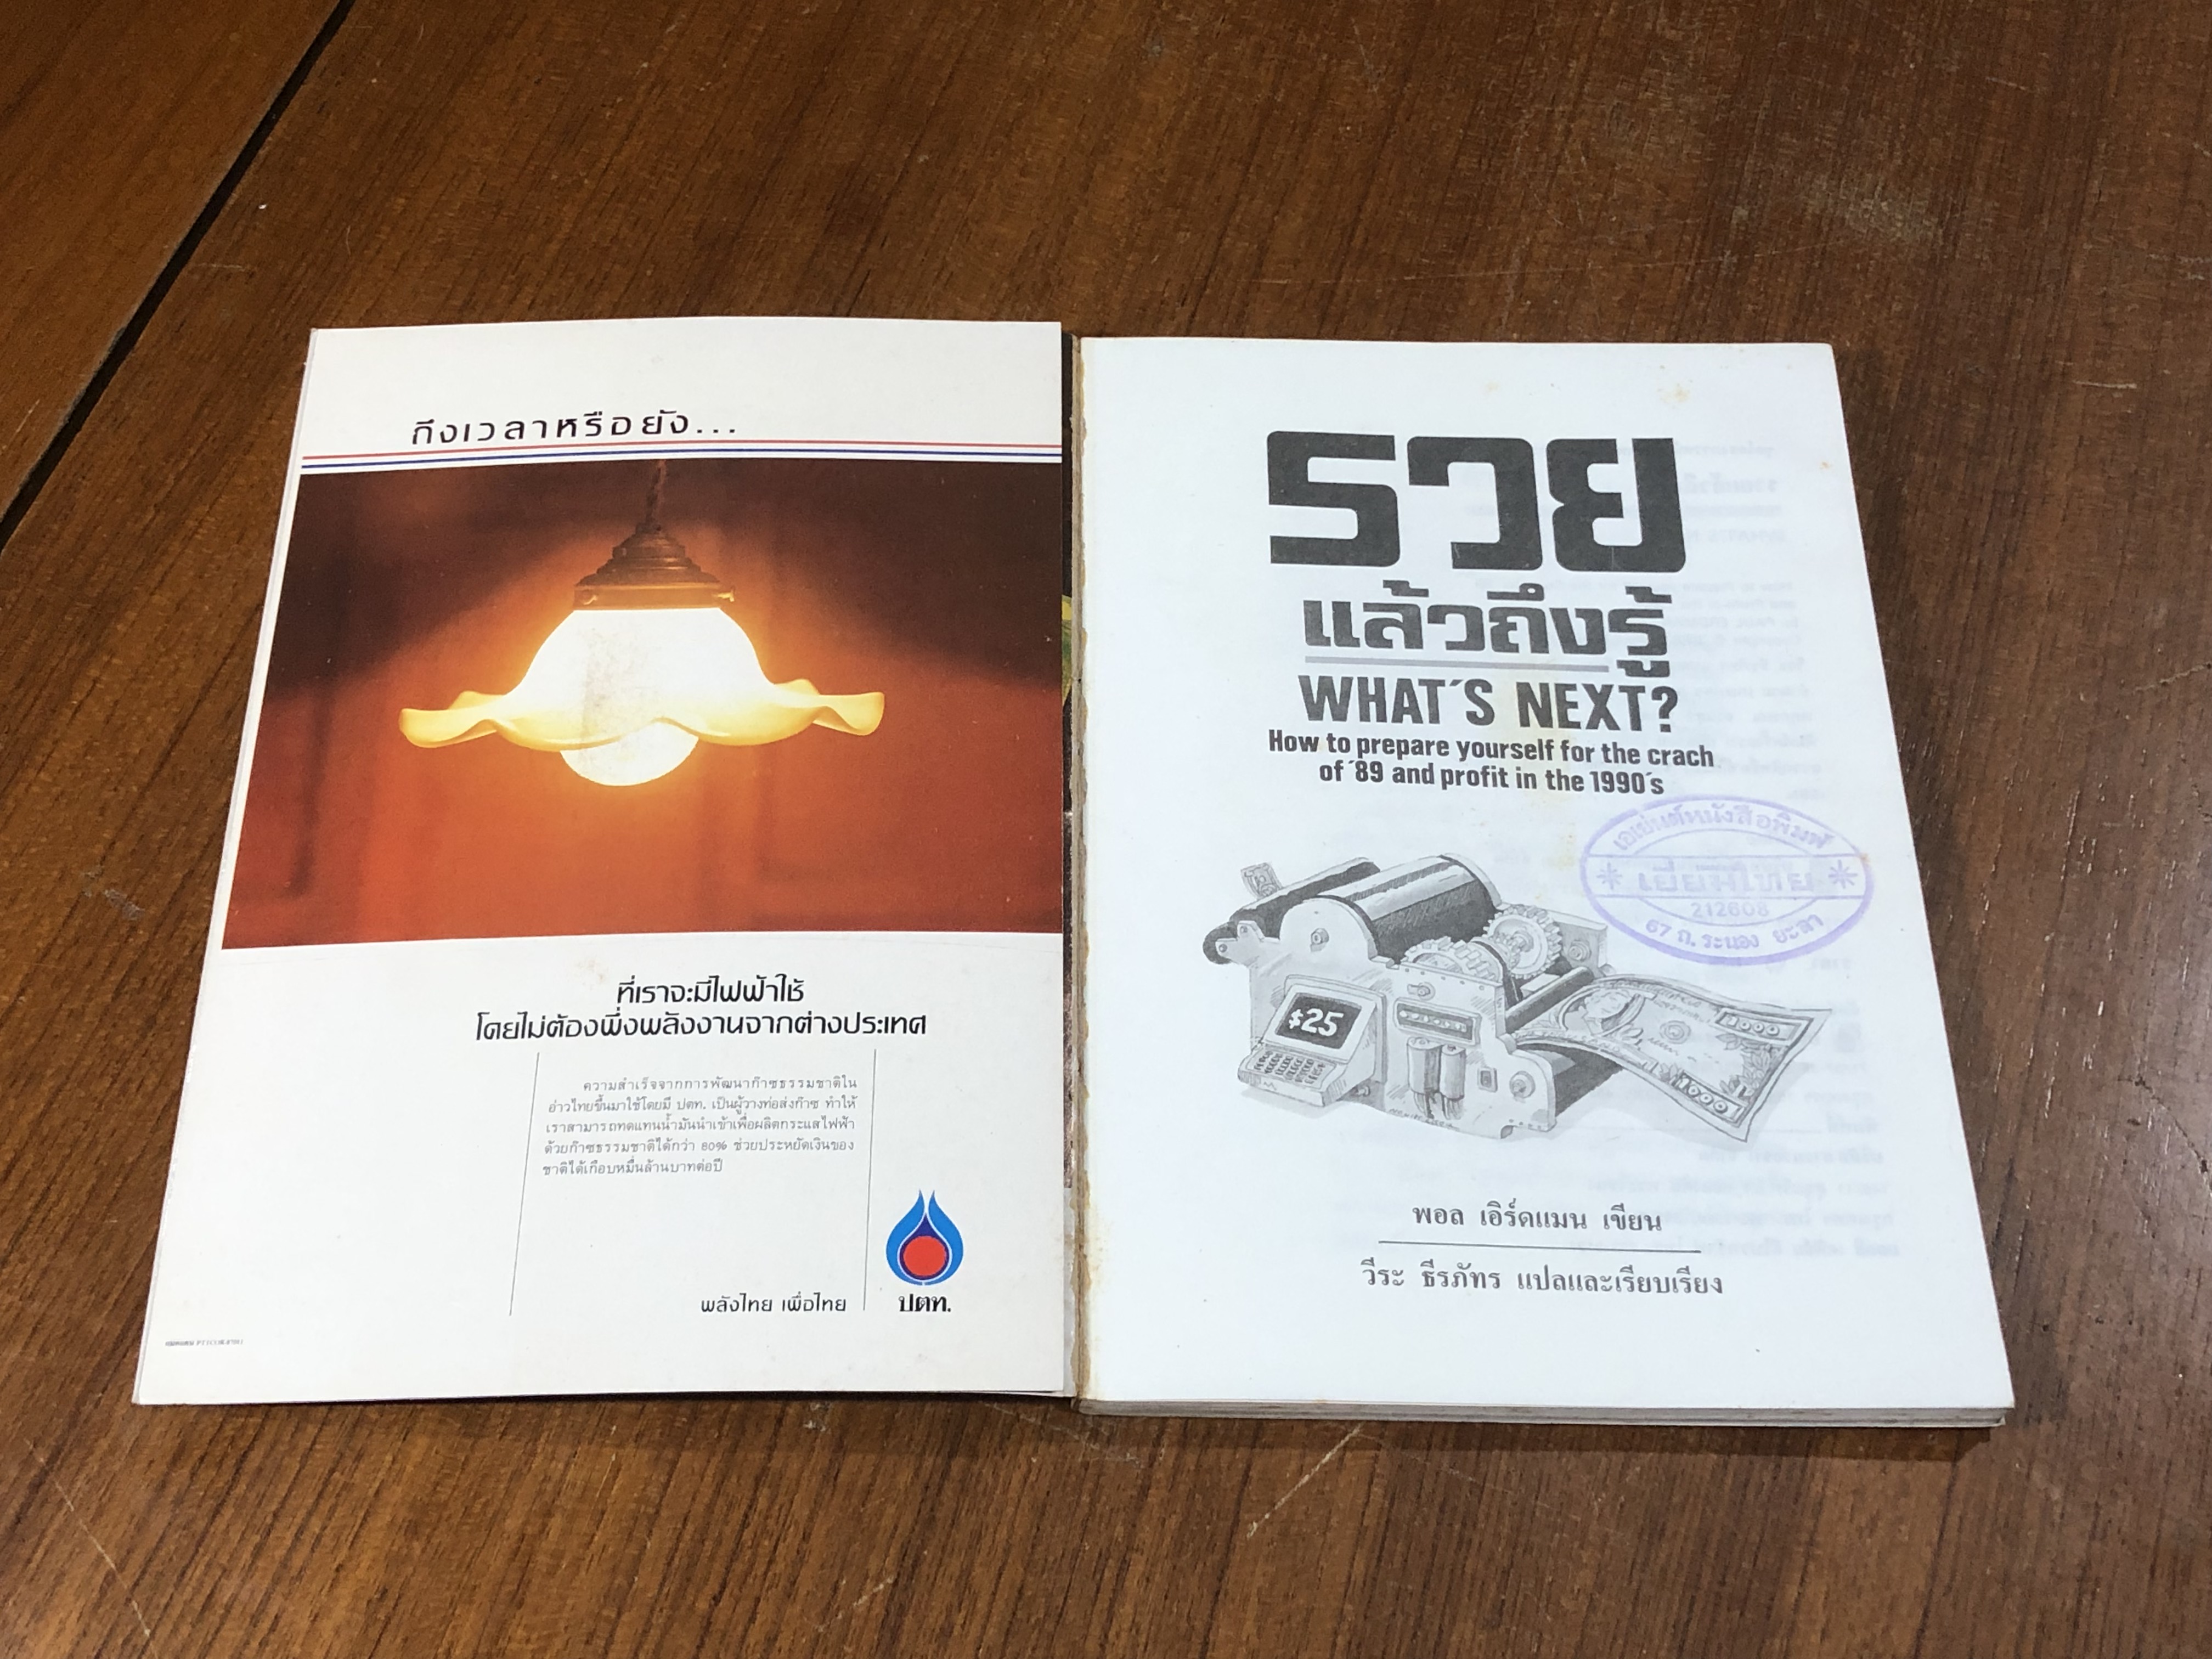 ถึงเวลาหรือยัง...
ที่เราจะมีไฟฟ้าใช้
โดยไม่ต้องพึ่งพลังงานจากต่างประเทศ
ความสำเร็จจากการพัฒนาก๊าซธรรมชาติใน
อ่าวไทยขึ้นมาใช้โดยมี ปตท. เป็นผู้วางท่อส่งก๊าซ ทำให้
เราสามารถทดแทนน้ำมันนำเข้าเพื่อผลิตกระแสไฟฟ้า
ด้วยก๊าซธรรมชาติได้กว่า 80% ช่วยประหยัดเงินของ
ชาติได้เกือบหมื่นล้านบาทต่อปี
พลังไทย เพื่อไทย
ปตท.
รวย
แล้วถึงรู้
WHAT´S NEXT?
How to prepare yourself for the crach
of ´89 and profit in the 1990´s
เอเย่นต์หนังสือพิมพ์
เยี่ยมไทย
212608
67 ถ. ระนอง ยะลา
$25
1000
1000
พอล เอิร์ดแมน เขียน
วีระ ธีรภัทร แปลและเรียบเรียง